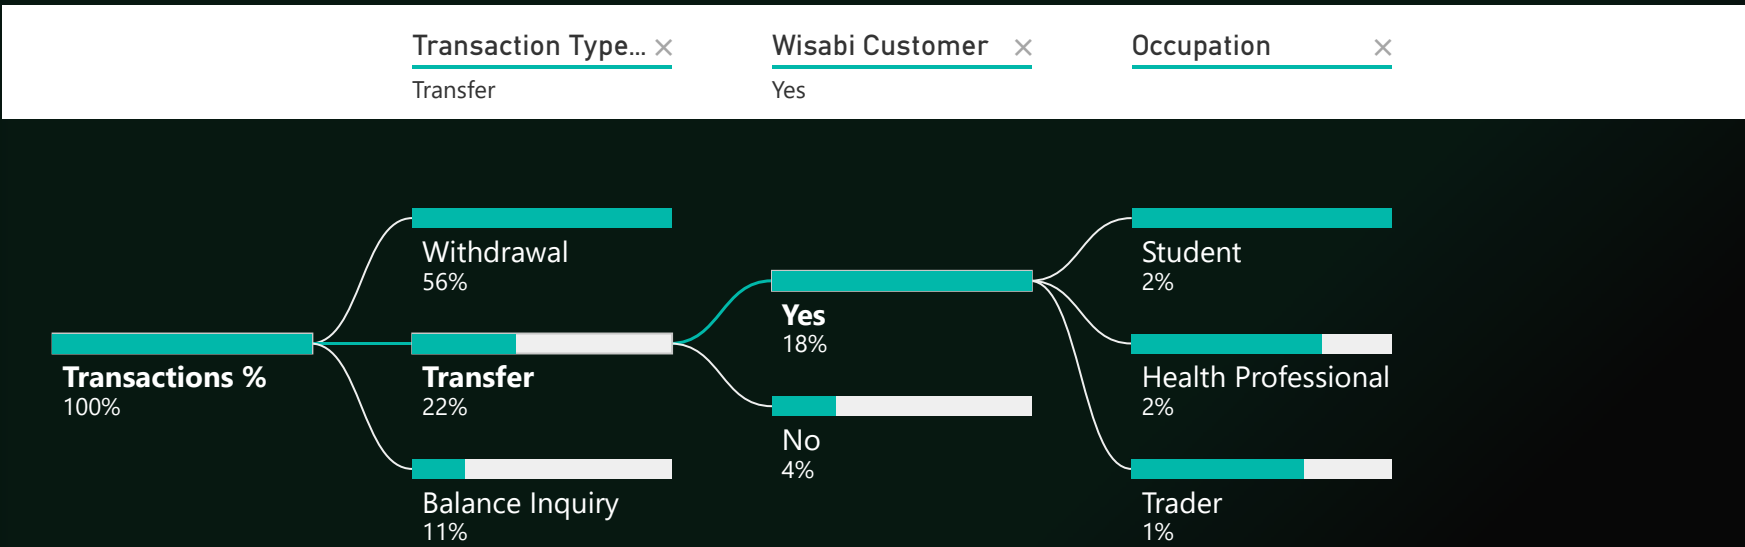 Transaction Type...
Wisabi Customer
Occupation
Transfer
Yes
Transactions %
100%
Withdrawal
56%
Transfer
22%
Balance Inquiry
11%
Yes
18%
No
4%
Student
2%
Health Professional
2%
Trader
1%